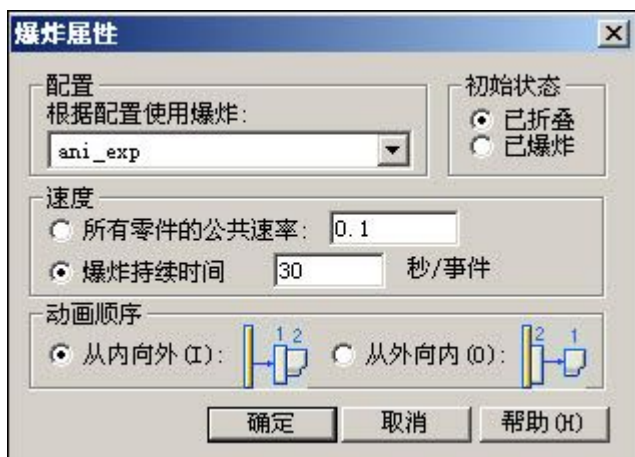 爆炸属性
配置
根据配置使用爆炸:
ani_exp
初始状态
已折叠
已爆炸
速度
所有零件的公共速率: 0.1
爆炸持续时间 30 秒/事件
动画顺序
从内向外(I): 1 2 从外向内(O): 2 1
确定 取消 帮助(H)